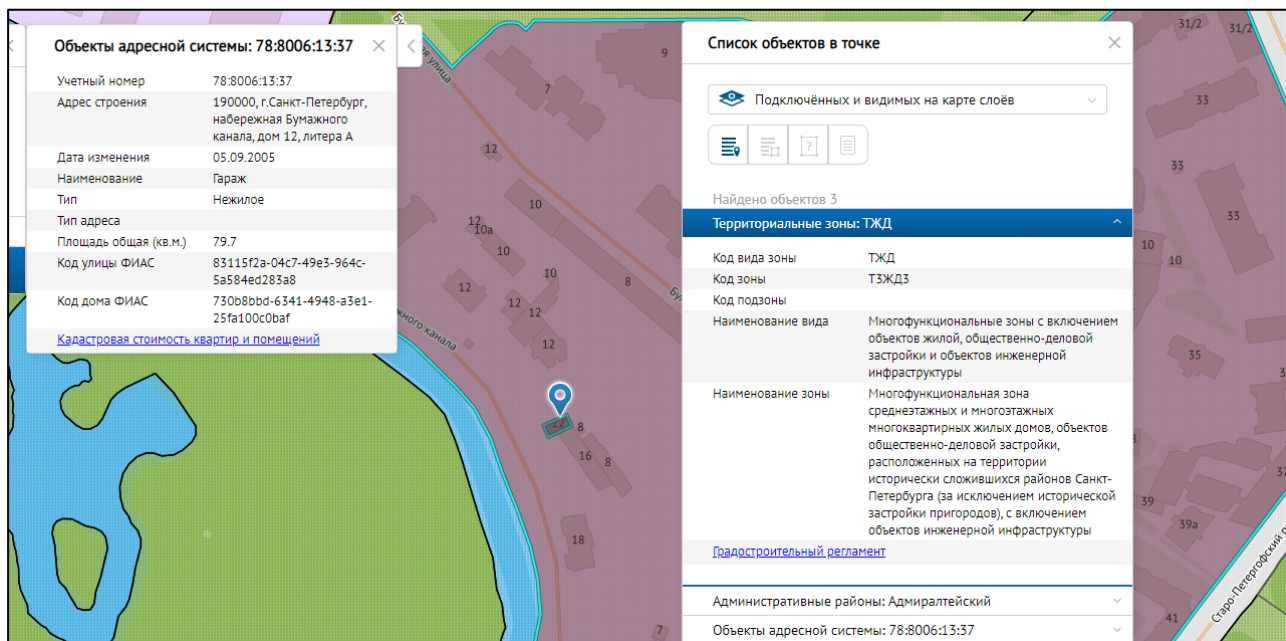 Объекты адресной системы: 78:8006:13:37
Учетный номер 78:8006:13:37
Адрес строения 190000, г.Санкт-Петербург,
набережная Бумажного
канала, дом 12, литера А
Дата изменения 05.09.2005
Наименование Гараж
Тип Нежилое
Тип адреса
Площадь общая (кв.м.) 79.7
Код улицы ФИАС 83115f2a-04c7-49e3-964c-
5a584ed283a8
Код дома ФИАС 730b8bbd-6341-4948-a3e1-
25fa100c0baf
Кадастровая стоимость квартир и помещений
улица
9
7
12
10
12
10а
10
10
8
12
12
12
12
канала
12
8
16
8
18
7
Список объектов в точке
Подключённых и видимых на карте слоёв
Найдено объектов 3
Территориальные зоны: ТЖД
Код вида зоны ТЖД
Код зоны Т3ЖД3
Код подзоны
Наименование вида Многофункциональные зоны с включением
объектов жилой, общественно-деловой
застройки и объектов инженерной
инфраструктуры
Наименование зоны Многофункциональная зона
среднеэтажных и многоэтажных
многоквартирных жилых домов, объектов
общественно-деловой застройки,
расположенных на территории
исторически сложившихся районов Санкт-
Петербурга (за исключением исторической
застройки пригородов), с включением
объектов инженерной инфраструктуры
Градостроительный регламент
Административные районы: Адмиралтейский
Объекты адресной системы: 78:8006:13:37
31/2
31/2
33
33
33
10
10
35
39
39а
41
Старо-Петергофский